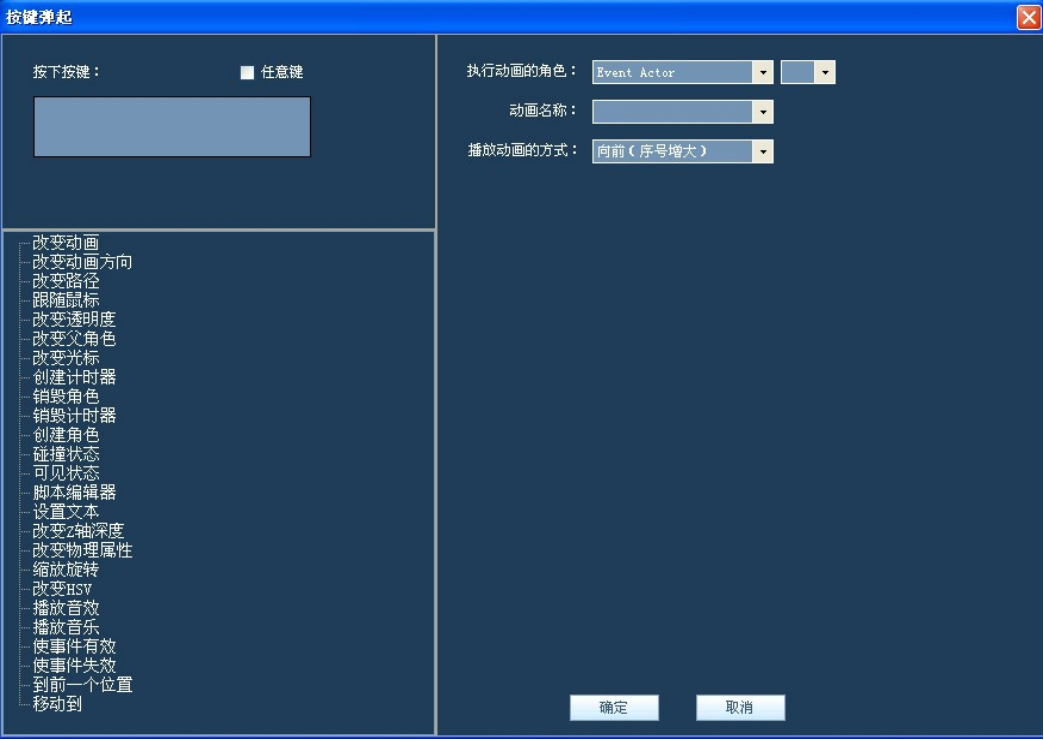 按键弹起
按下按键：
任意键
执行动画的角色： Event Actor
动画名称：
播放动画的方式： 向前(序号增大)
改变动画
改变动画方向
改变路径
跟随鼠标
改变透明度
改变父角色
改变光标
创建计时器
销毁角色
销毁计时器
创建角色
碰撞状态
可见状态
脚本编辑器
设置文本
改变Z轴深度
改变物理属性
缩放旋转
改变HSV
播放音效
播放音乐
使事件有效
使事件失效
到前一个位置
移动到
确定
取消